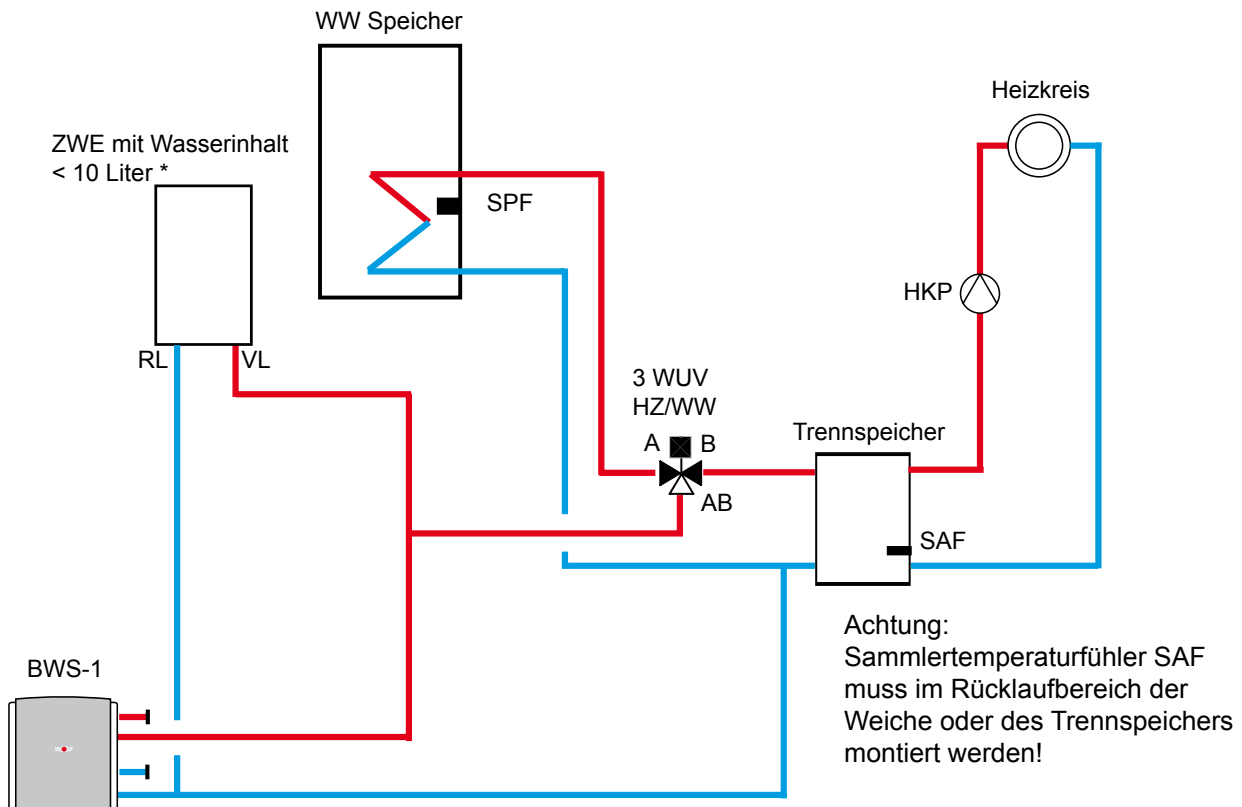 WW Speicher
Heizkreis
ZWE mit Wasserinhalt
< 10 Liter *
SPF
HKP
RL
VL
3 WUV
HZ/WW
A
B
Trennspeicher
AB
SAF
Achtung:
Sammlertemperaturfühler SAF
muss im Rücklaufbereich der
Weiche oder des Trennspeichers
montiert werden!
BWS-1